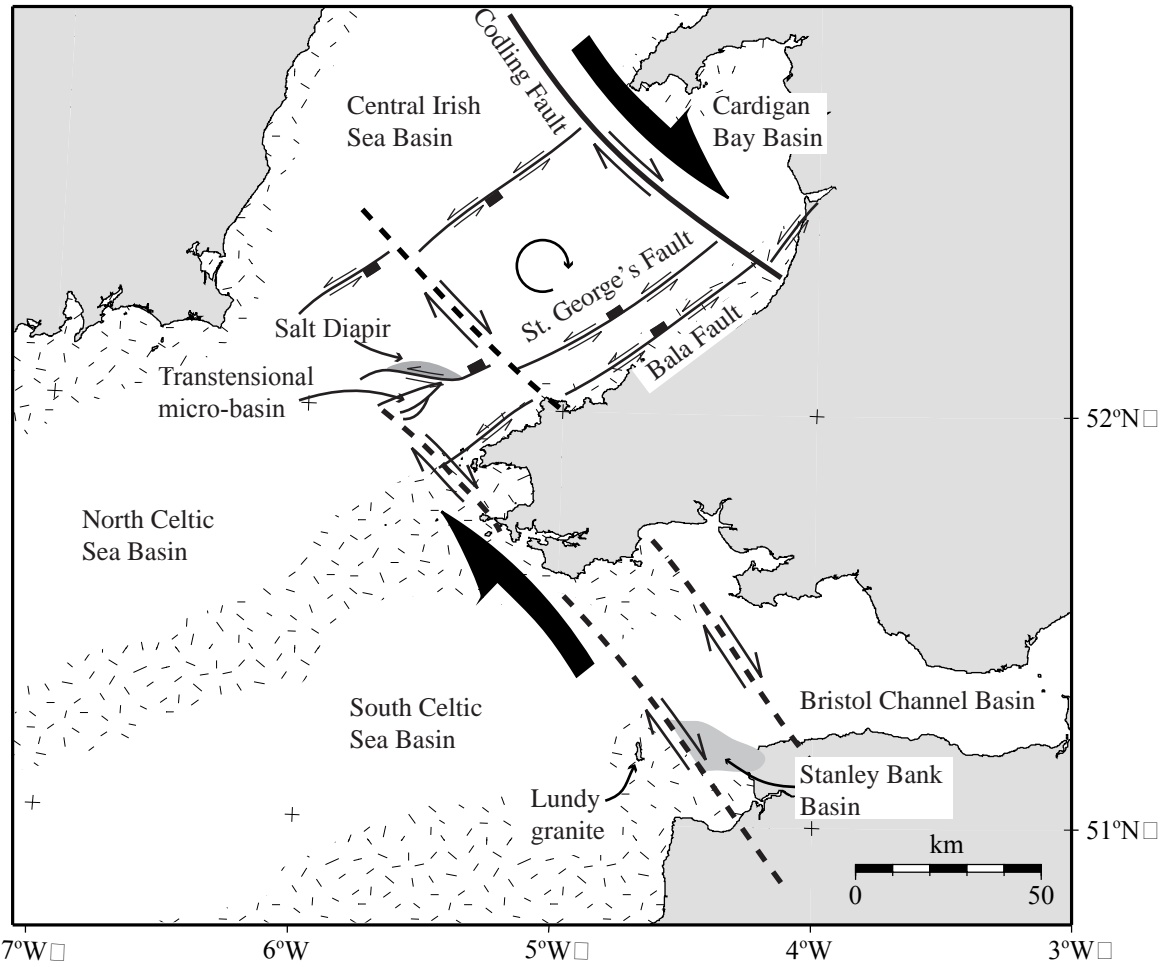 Codling Fault
Central Irish
Sea Basin
Cardigan
Bay Basin
St. George's Fault
Salt Diapir
Bala Fault
Transtensional
micro-basin
52ºN
North Celtic
Sea Basin
South Celtic
Sea Basin
Bristol Channel Basin
Stanley Bank
Basin
Lundy
granite
51ºN
km
0
50
7ºW
6ºW
5ºW
4ºW
3ºW